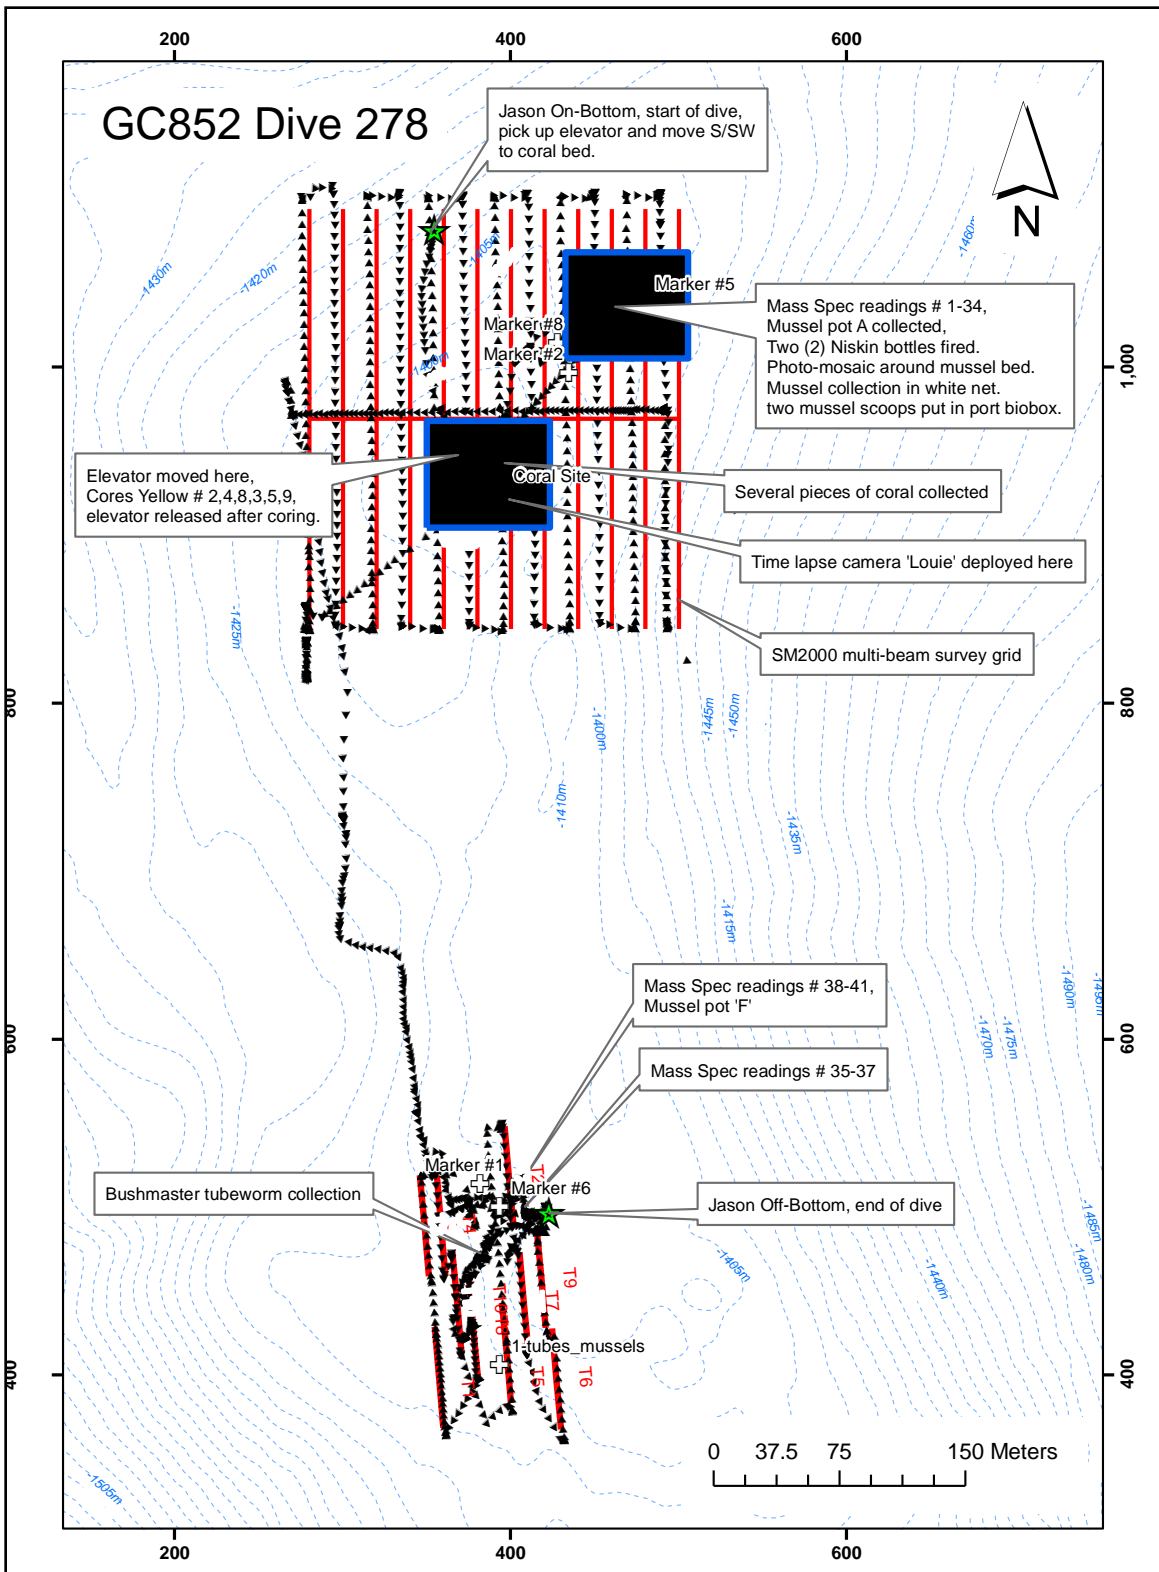 200
400
600
GC852 Dive 278
Jason On-Bottom, start of dive,
pick up elevator and move S/SW
to coral bed.
N
-1460m
-1405m
-1430m
-1420m
Marker #5
Mass Spec readings # 1-34,
Mussel pot A collected,
Two (2) Niskin bottles fired.
Photo-mosaic around mussel bed.
Mussel collection in white net.
two mussel scoops put in port biobox.
Marker #8
Marker #2
-1400m
1,000
Elevator moved here,
Cores Yellow # 2,4,8,3,5,9,
elevator released after coring.
Coral Site
Several pieces of coral collected
Time lapse camera 'Louie' deployed here
-1425m
SM2000 multi-beam survey grid
800
800
-1400m
-1445m
-1450m
-1410m
-1435m
-1415m
-1490m
-1495m
Mass Spec readings # 38-41,
Mussel pot 'F'
600
600
-1470m
-1475m
Mass Spec readings # 35-37
Marker #1
T2
Bushmaster tubeworm collection
Marker #6
Jason Off-Bottom, end of dive
T4
-1485m
-1480m
-1405m
-1440m
T9
T7
1-tubes_mussels
T5
T6
400
400
0 37.5 75 150 Meters
-1505m
200
400
600